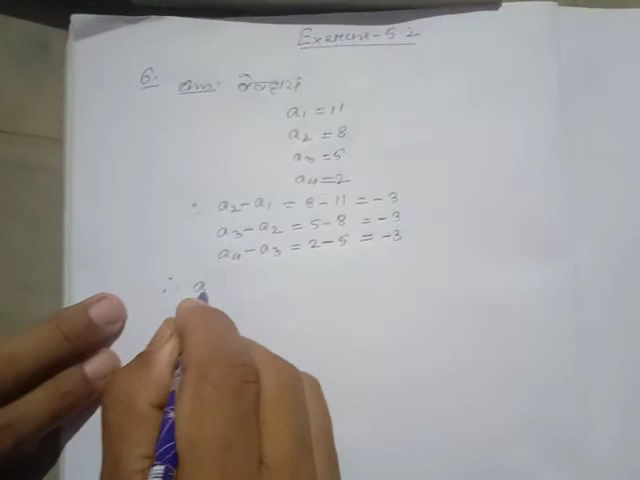 Exercise-5.2
6.
a₁ = 11
a₂ = 8
a₃ = 5
a₄ = 2
∴ a₂-a₁ = 8-11 = -3
a₃-a₂ = 5-8 = -3
a₄-a₃ = 2-5 = -3
∴ a